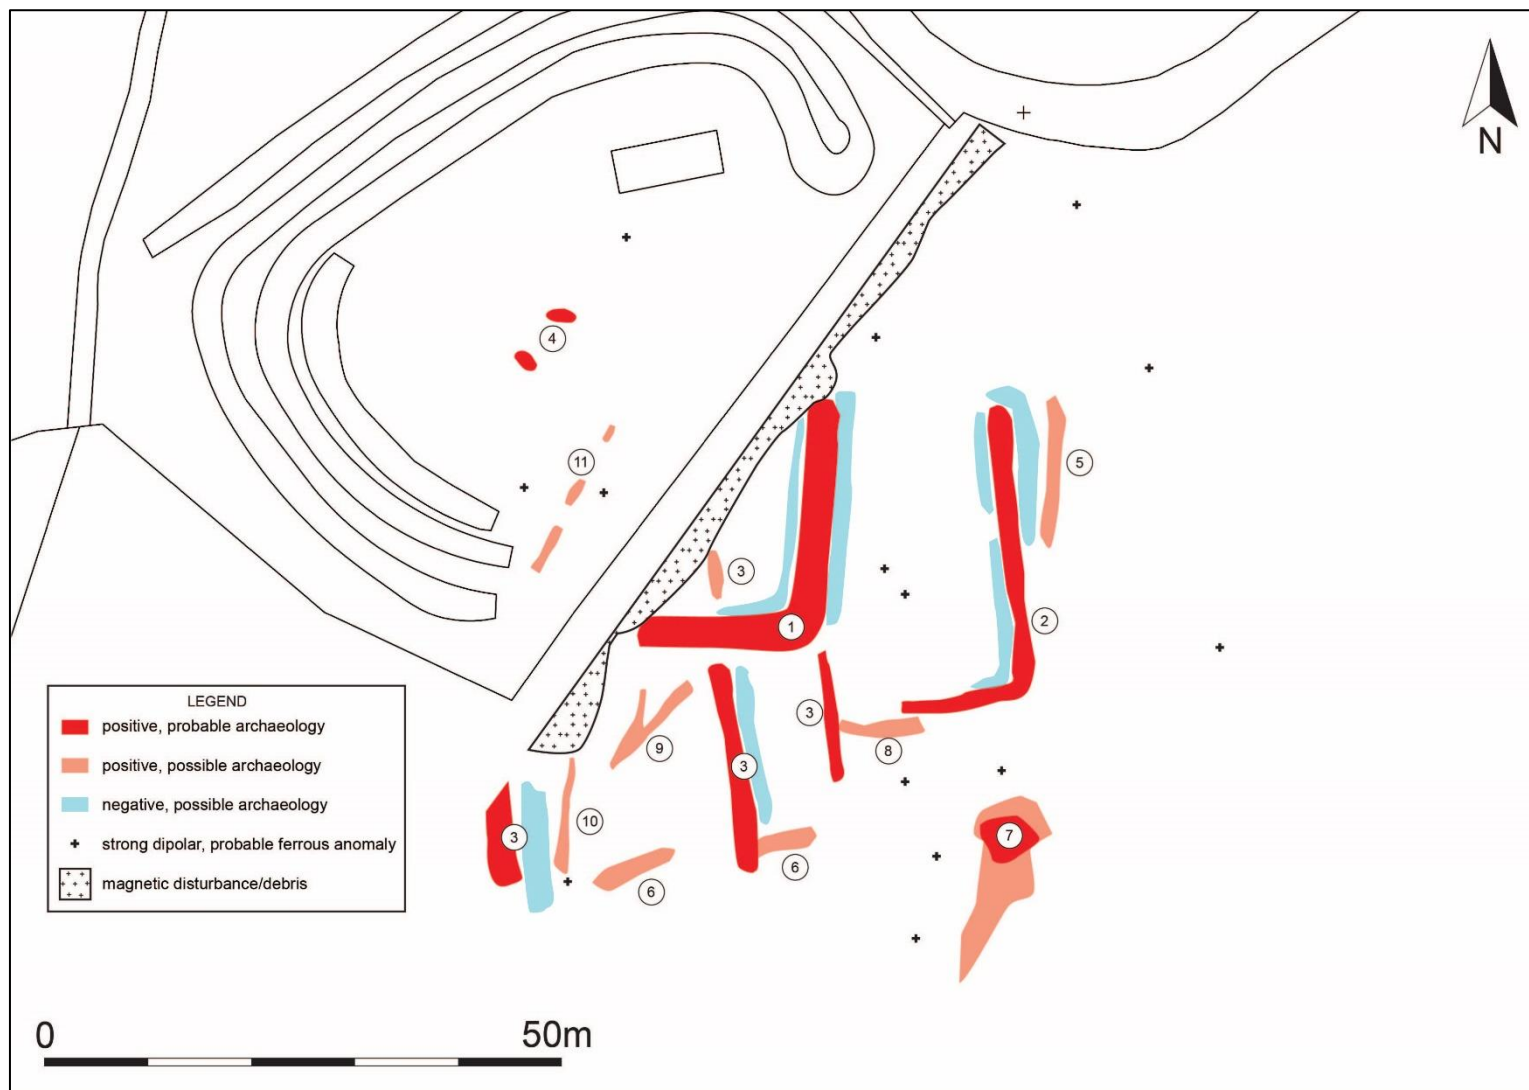 N
4
11
5
3
1
2
3
8
9
3
10
3
6
6
7
LEGEND
positive, probable archaeology
positive, possible archaeology
negative, possible archaeology
strong dipolar, probable ferrous anomaly
magnetic disturbance/debris
0 50m